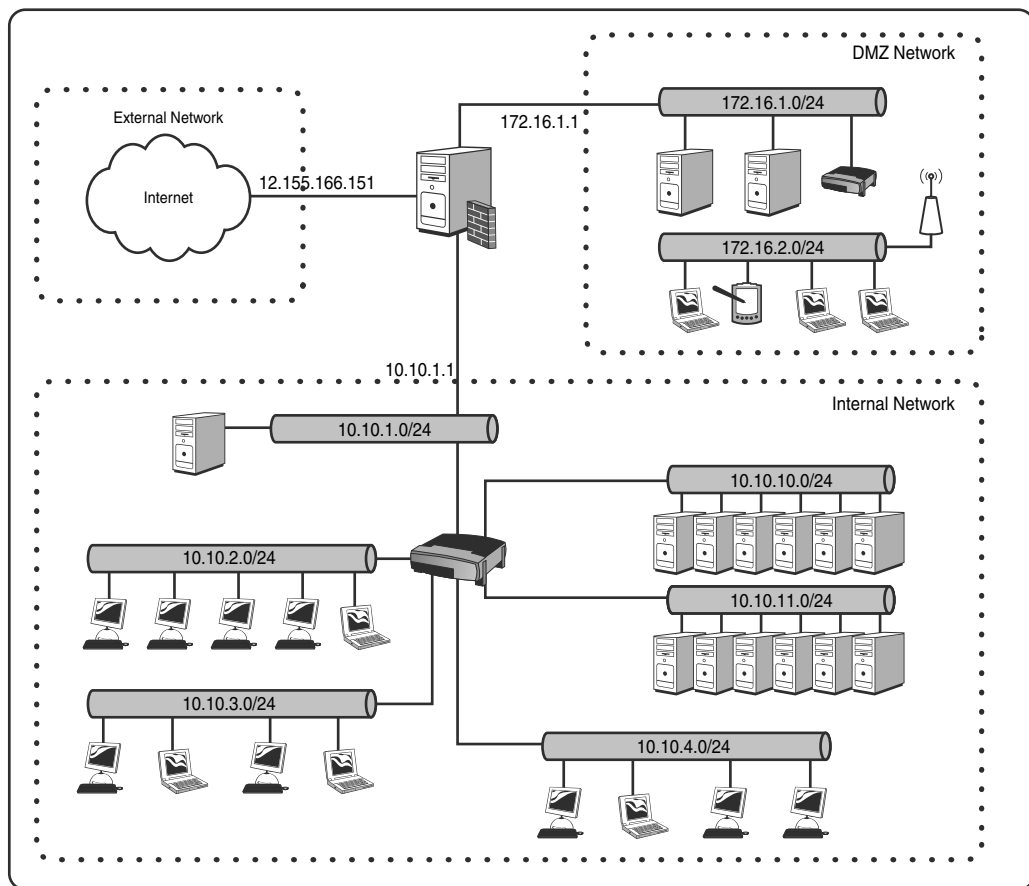 DMZ Network
172.16.1.0/24
External Network
172.16.1.1
12.155.166.151
Internet
172.16.2.0/24
10.10.1.1
Internal Network
10.10.1.0/24
10.10.10.0/24
10.10.2.0/24
10.10.11.0/24
10.10.3.0/24
10.10.4.0/24